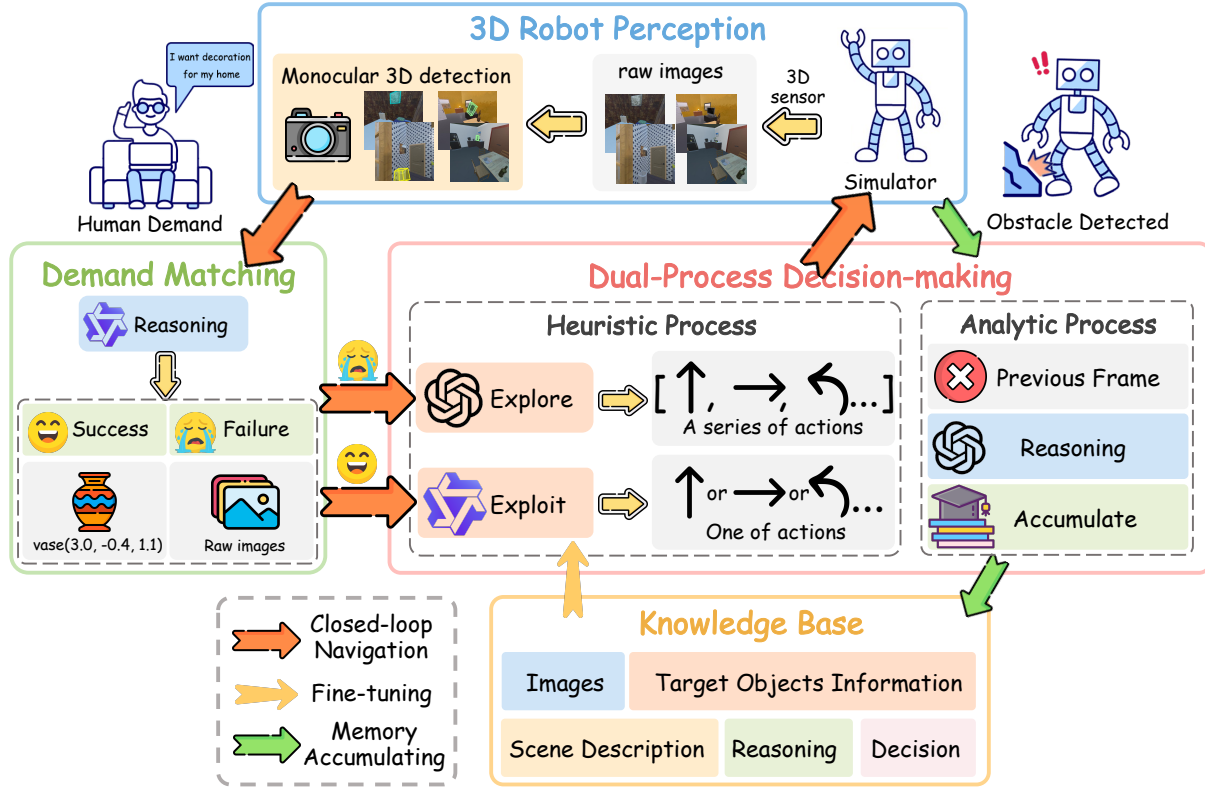 3D Robot Perception
I want decoration
for my home
Monocular 3D detection
raw images
3D
sensor
Simulator
Human Demand
Obstacle Detected
Demand Matching
Reasoning
Success
Failure
vase(3.0, -0.4, 1.1)
Raw images
Dual-Process Decision-making
Heuristic Process
Explore
[ , , ...]
A series of actions
Exploit
or or ...
One of actions
Analytic Process
Previous Frame
Reasoning
Accumulate
Closed-loop
Navigation
Fine-tuning
Memory
Accumulating
Knowledge Base
Images
Target Objects Information
Scene Description
Reasoning
Decision